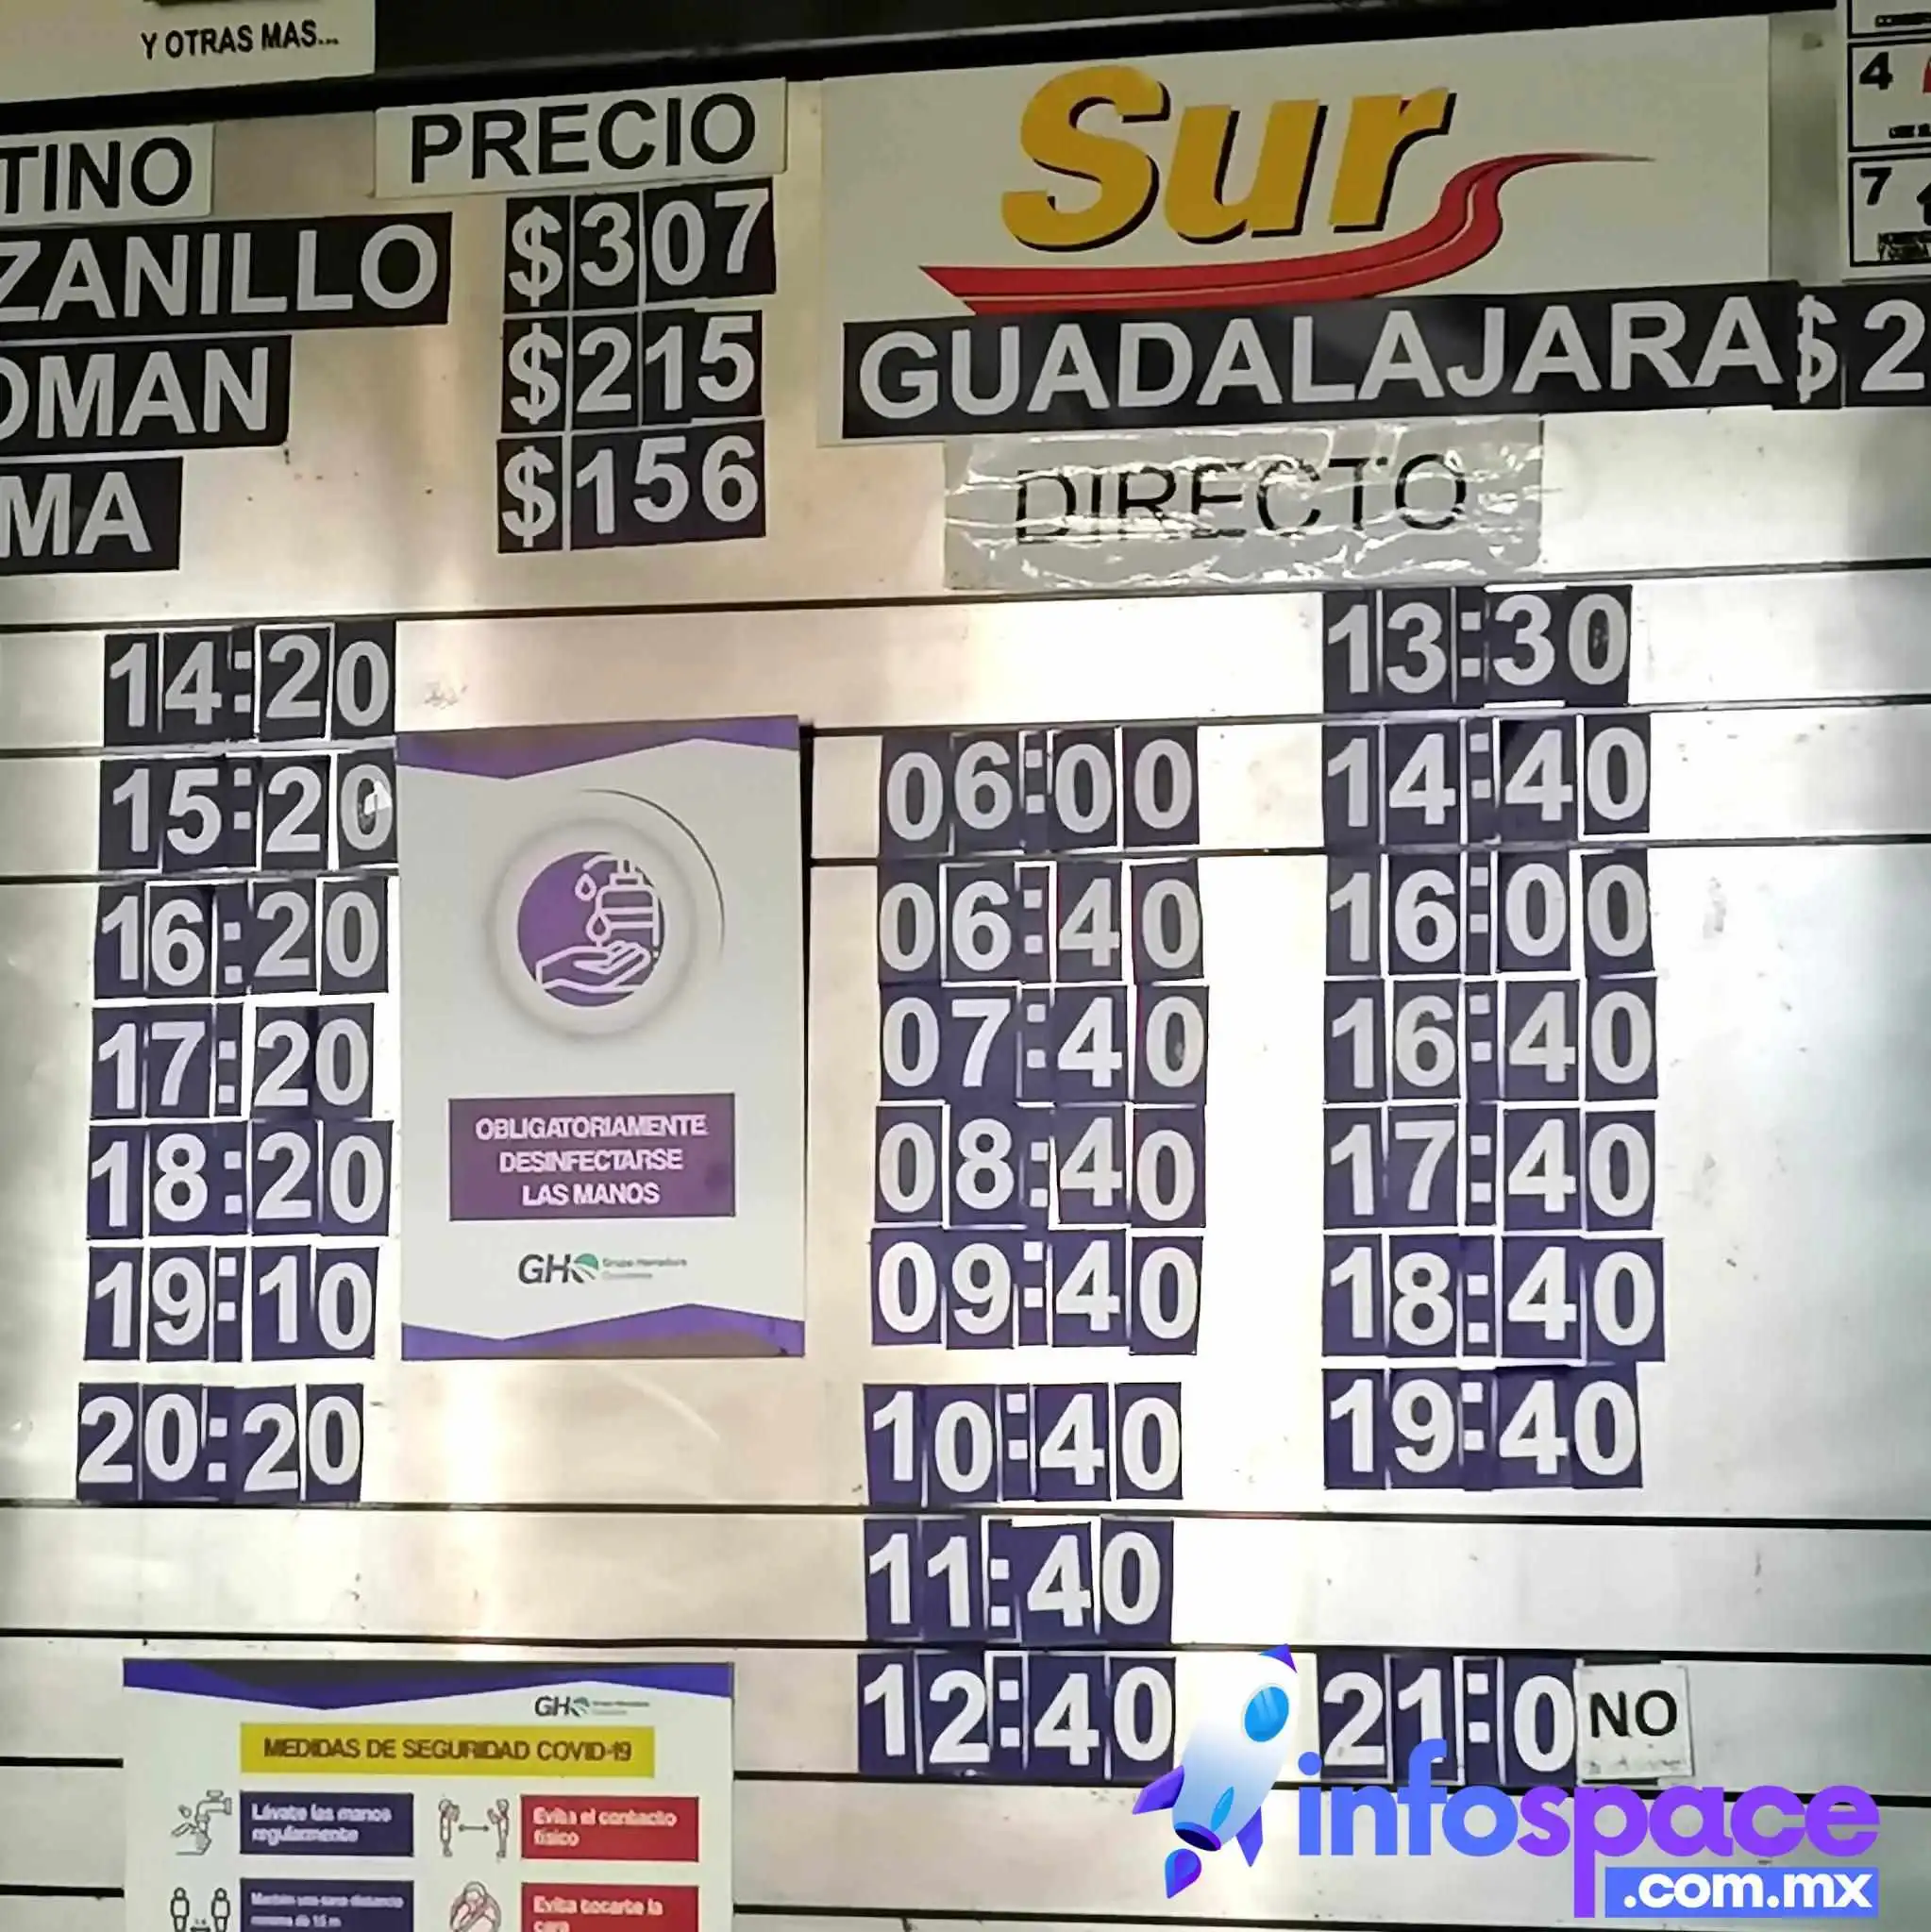 Y OTRAS MAS...
TINO
PRECIO
ZANILLO $307
OMAN $215
MA $156
Sur
GUADALAJARA $2
DIRECTO
4
7
14:20
15:20
16:20
17:20
18:20
19:10
20:20
OBLIGATORIAMENTE
DESINFECTARSE
LAS MANOS
GH Grupo Herradura
06:00
06:40
07:40
08:40
09:40
10:40
11:40
12:40
13:30
14:40
16:00
16:40
17:40
18:40
19:40
21:0 NO
GH
MEDIDAS DE SEGURIDAD COVID-19
Lávate las manos
regularmente
Evita el contacto
físico
Evita tocarte la
cara
infospace
.com.mx